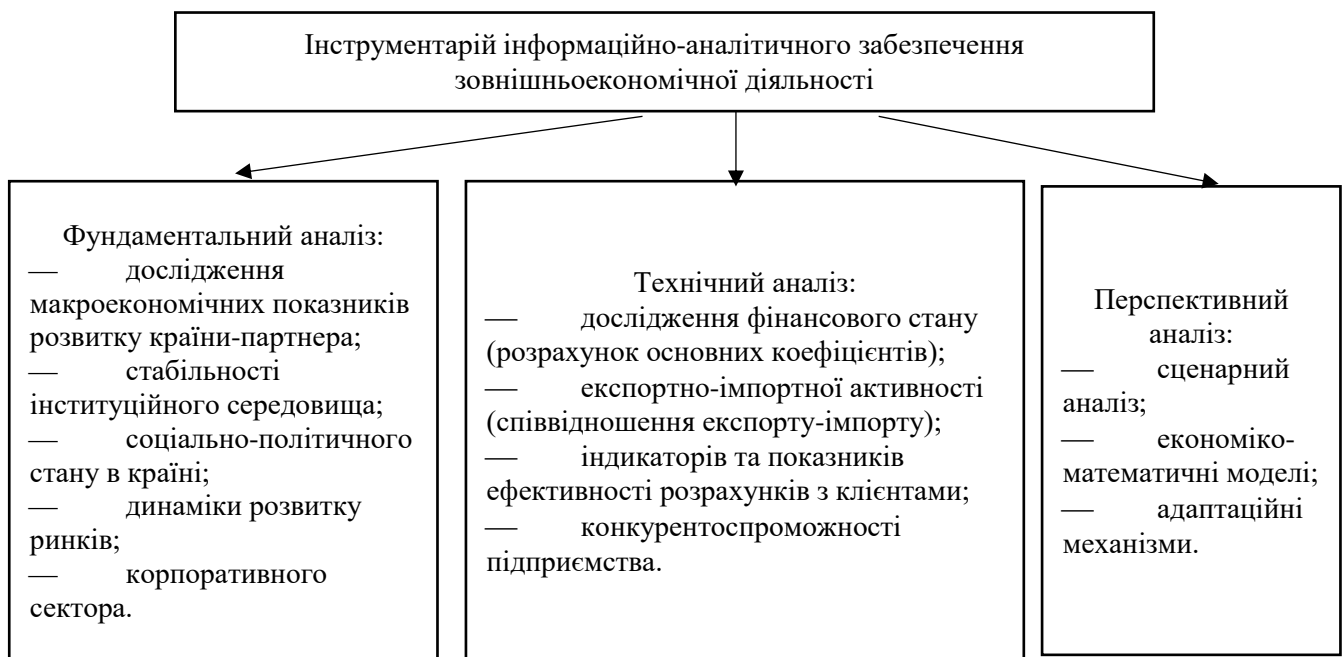 Інструментарій інформаційно-аналітичного забезпечення
зовнішньоекономічної діяльності
Фундаментальний аналіз:
— дослідження
макроекономічних показників
розвитку країни-партнера;
— стабільності
інституційного середовища;
— соціально-політичного
стану в країні;
— динаміки розвитку
ринків;
— корпоративного
сектора.
Технічний аналіз:
— дослідження фінансового стану
(розрахунок основних коефіцієнтів);
— експортно-імпортної активності
(співвідношення експорту-імпорту);
— індикаторів та показників
ефективності розрахунків з клієнтами;
— конкурентоспроможності
підприємства.
Перспективний
аналіз:
— сценарний
аналіз;
— економіко-
математичні моделі;
— адаптаційні
механізми.